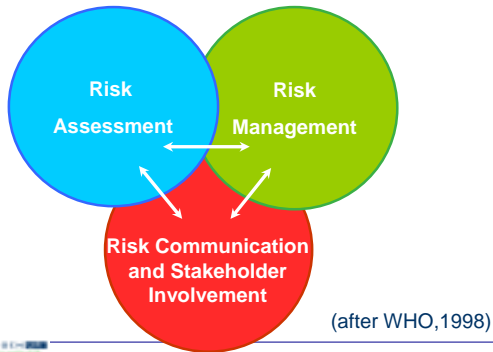 Risk
Assessment
Risk
Management
Risk Communication
and Stakeholder
Involvement
(after WHO,1998)